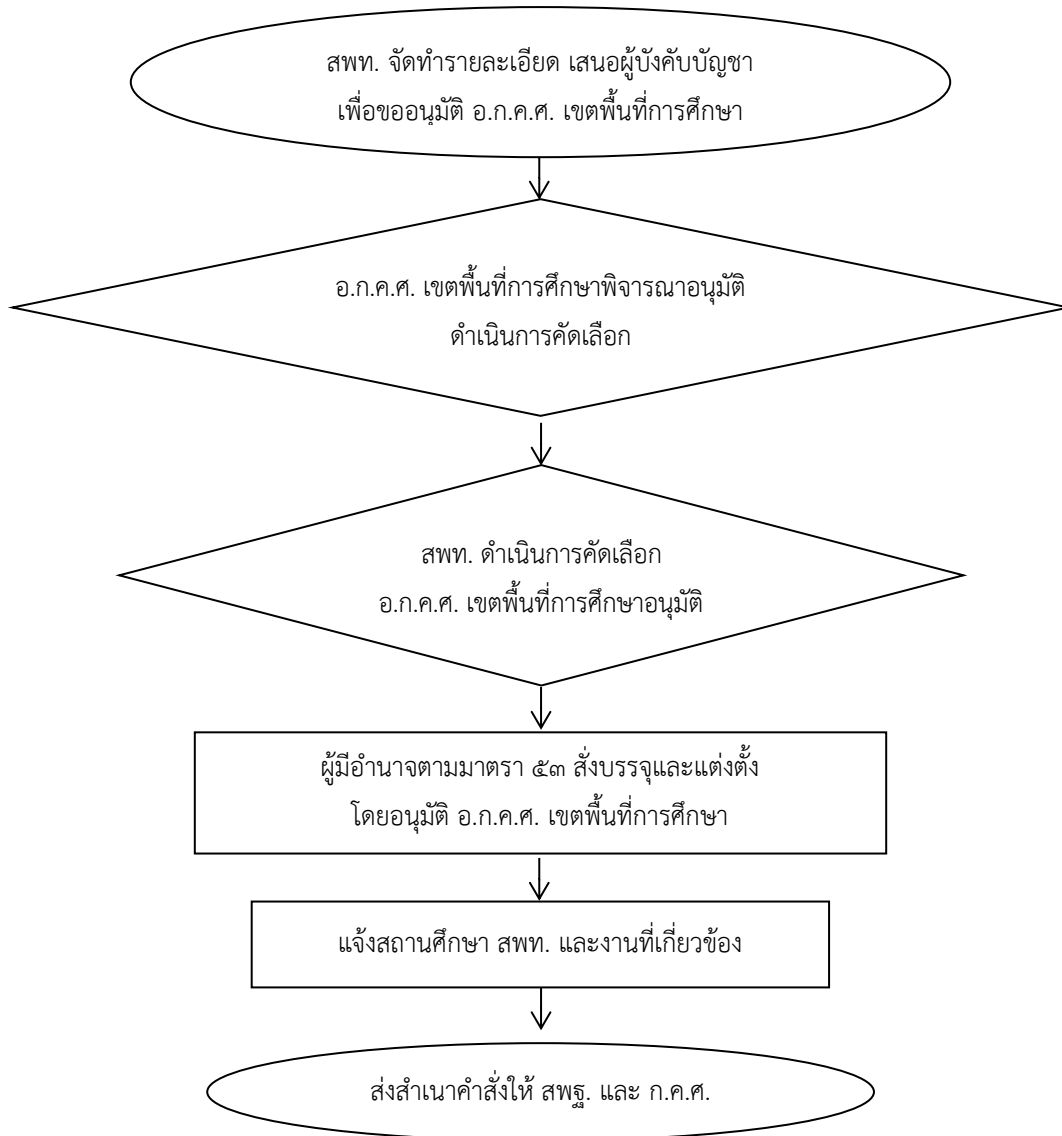 สพท. จัดทำรายละเอียด เสนอผู้บังคับบัญชา
เพื่อขออนุมัติ อ.ก.ค.ศ. เขตพื้นที่การศึกษา
อ.ก.ค.ศ. เขตพื้นที่การศึกษาพิจารณาอนุมัติ
ดำเนินการคัดเลือก
สพท. ดำเนินการคัดเลือก
อ.ก.ค.ศ. เขตพื้นที่การศึกษาอนุมัติ
ผู้มีอำนาจตามมาตรา ๕๓ สั่งบรรจุและแต่งตั้ง
โดยอนุมัติ อ.ก.ค.ศ. เขตพื้นที่การศึกษา
แจ้งสถานศึกษา สพท. และงานที่เกี่ยวข้อง
ส่งสำเนาคำสั่งให้ สพฐ. และ ก.ค.ศ.